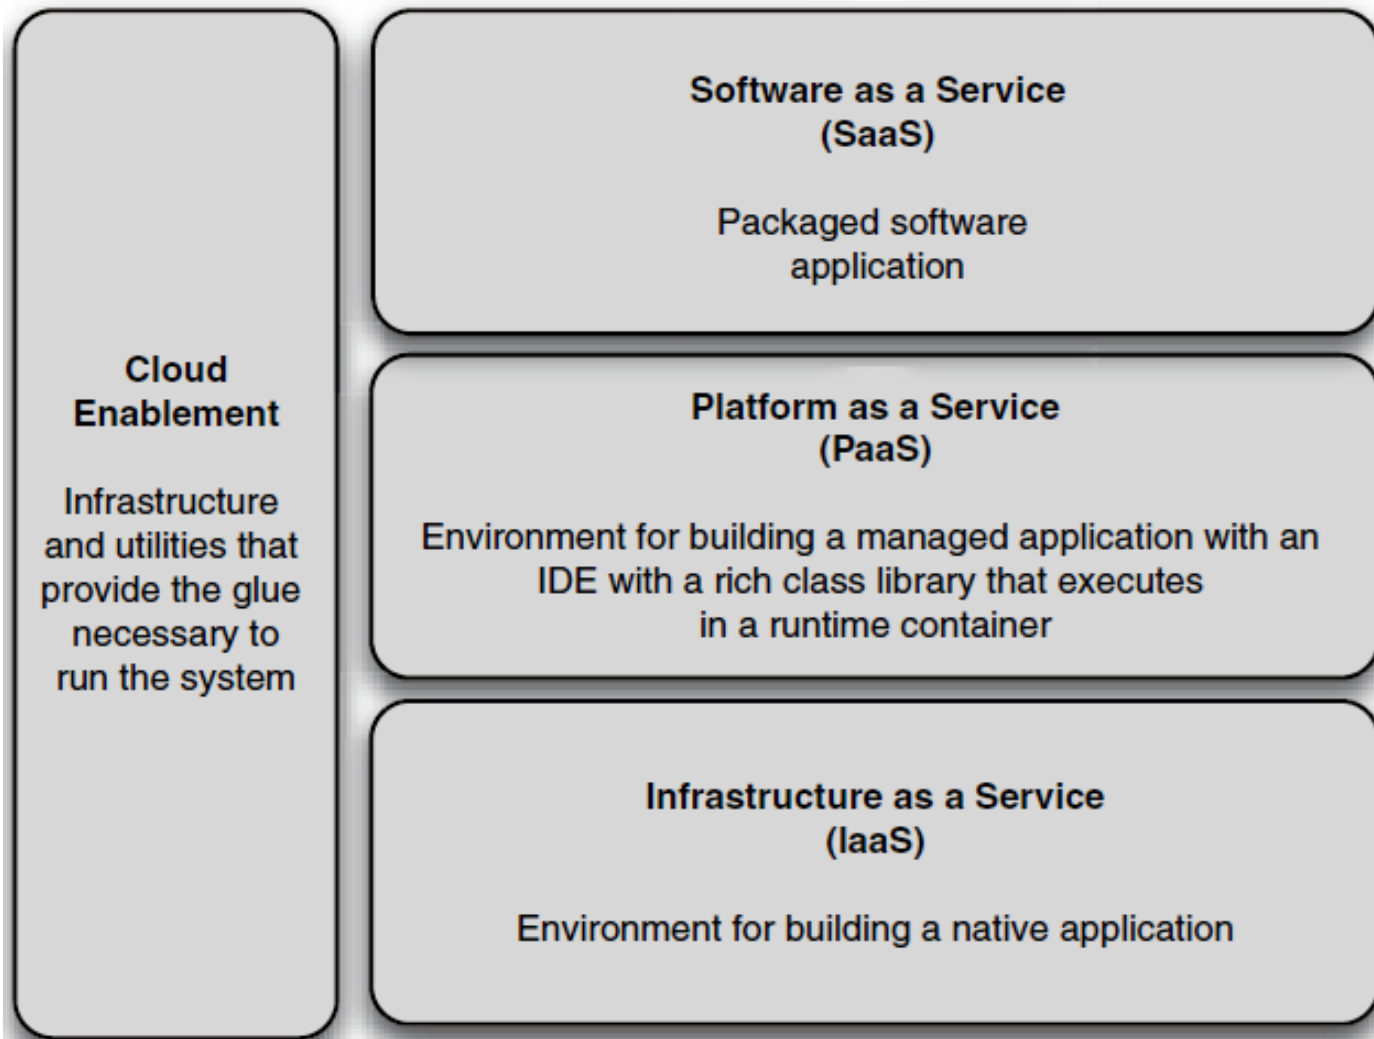 Cloud
Enablement
Infrastructure
and utilities that
provide the glue
necessary to
run the system
Software as a Service
(SaaS)
Packaged software
application
Platform as a Service
(PaaS)
Environment for building a managed application with an
IDE with a rich class library that executes
in a runtime container
Infrastructure as a Service
(IaaS)
Environment for building a native application